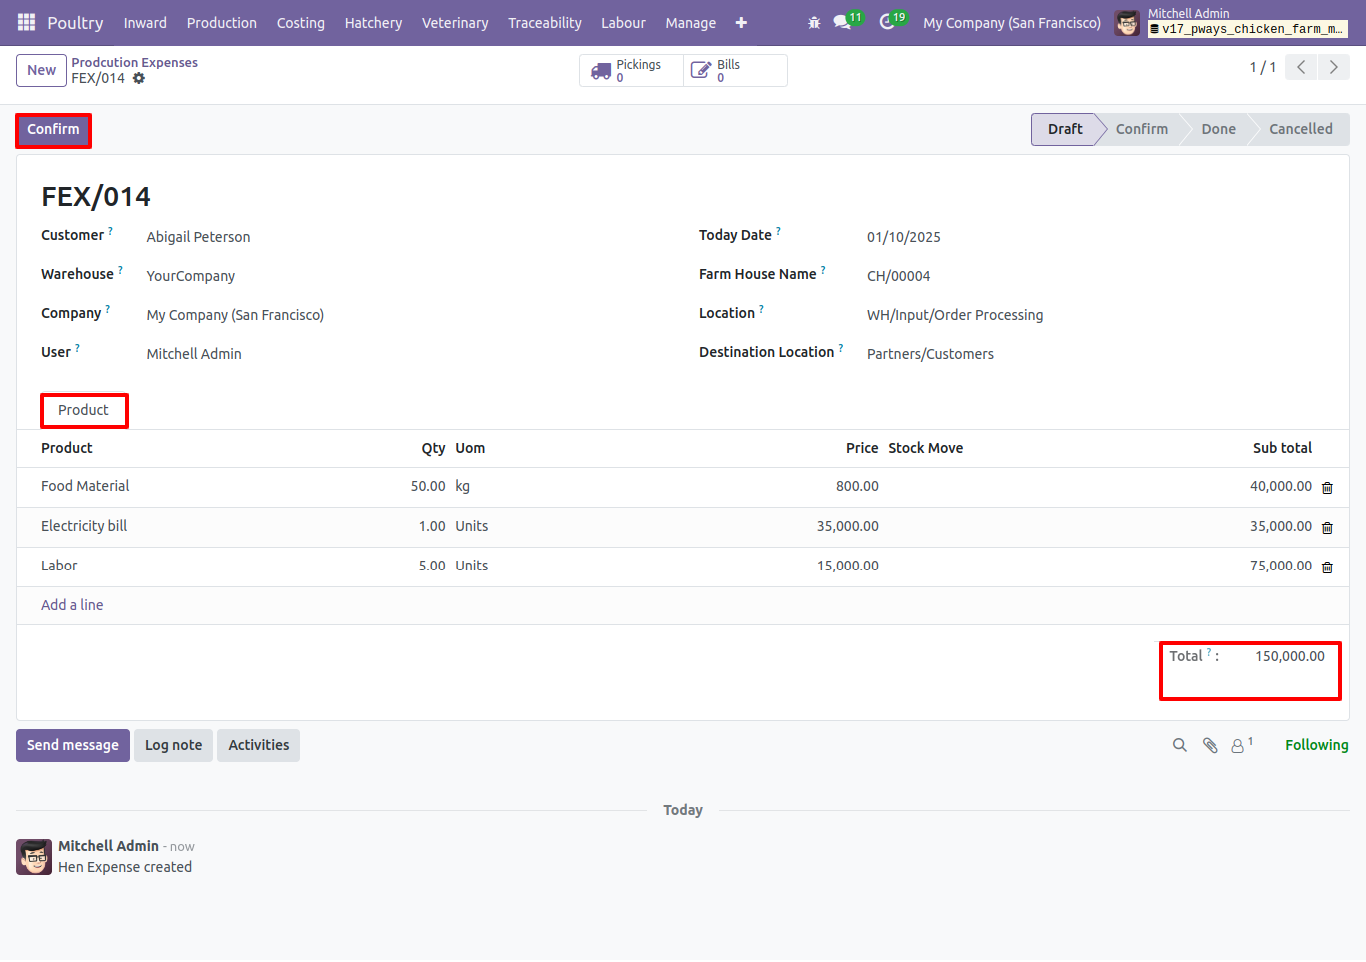 Poultry Inward Production Costing Hatchery Veterinary Traceability Labour Manage 11 19 My Company (San Francisco) Mitchell Admin
v17_pways_chicken_farm_m...
New Prodcution Expenses Pickings Bills
FEX/014 0 0 1 / 1
Confirm Draft Confirm Done Cancelled
FEX/014
Customer ? Abigail Peterson Today Date ? 01/10/2025
Warehouse ? YourCompany Farm House Name ? CH/00004
Company ? My Company (San Francisco) Location ? WH/Input/Order Processing
User ? Mitchell Admin Destination Location ? Partners/Customers
Product
Product Qty Uom Price Stock Move Sub total
Food Material 50.00 kg 800.00 40,000.00
Electricity bill 1.00 Units 35,000.00 35,000.00
Labor 5.00 Units 15,000.00 75,000.00
Add a line
Total ? : 150,000.00
Send message Log note Activities 1 Following
Today
Mitchell Admin - now
Hen Expense created